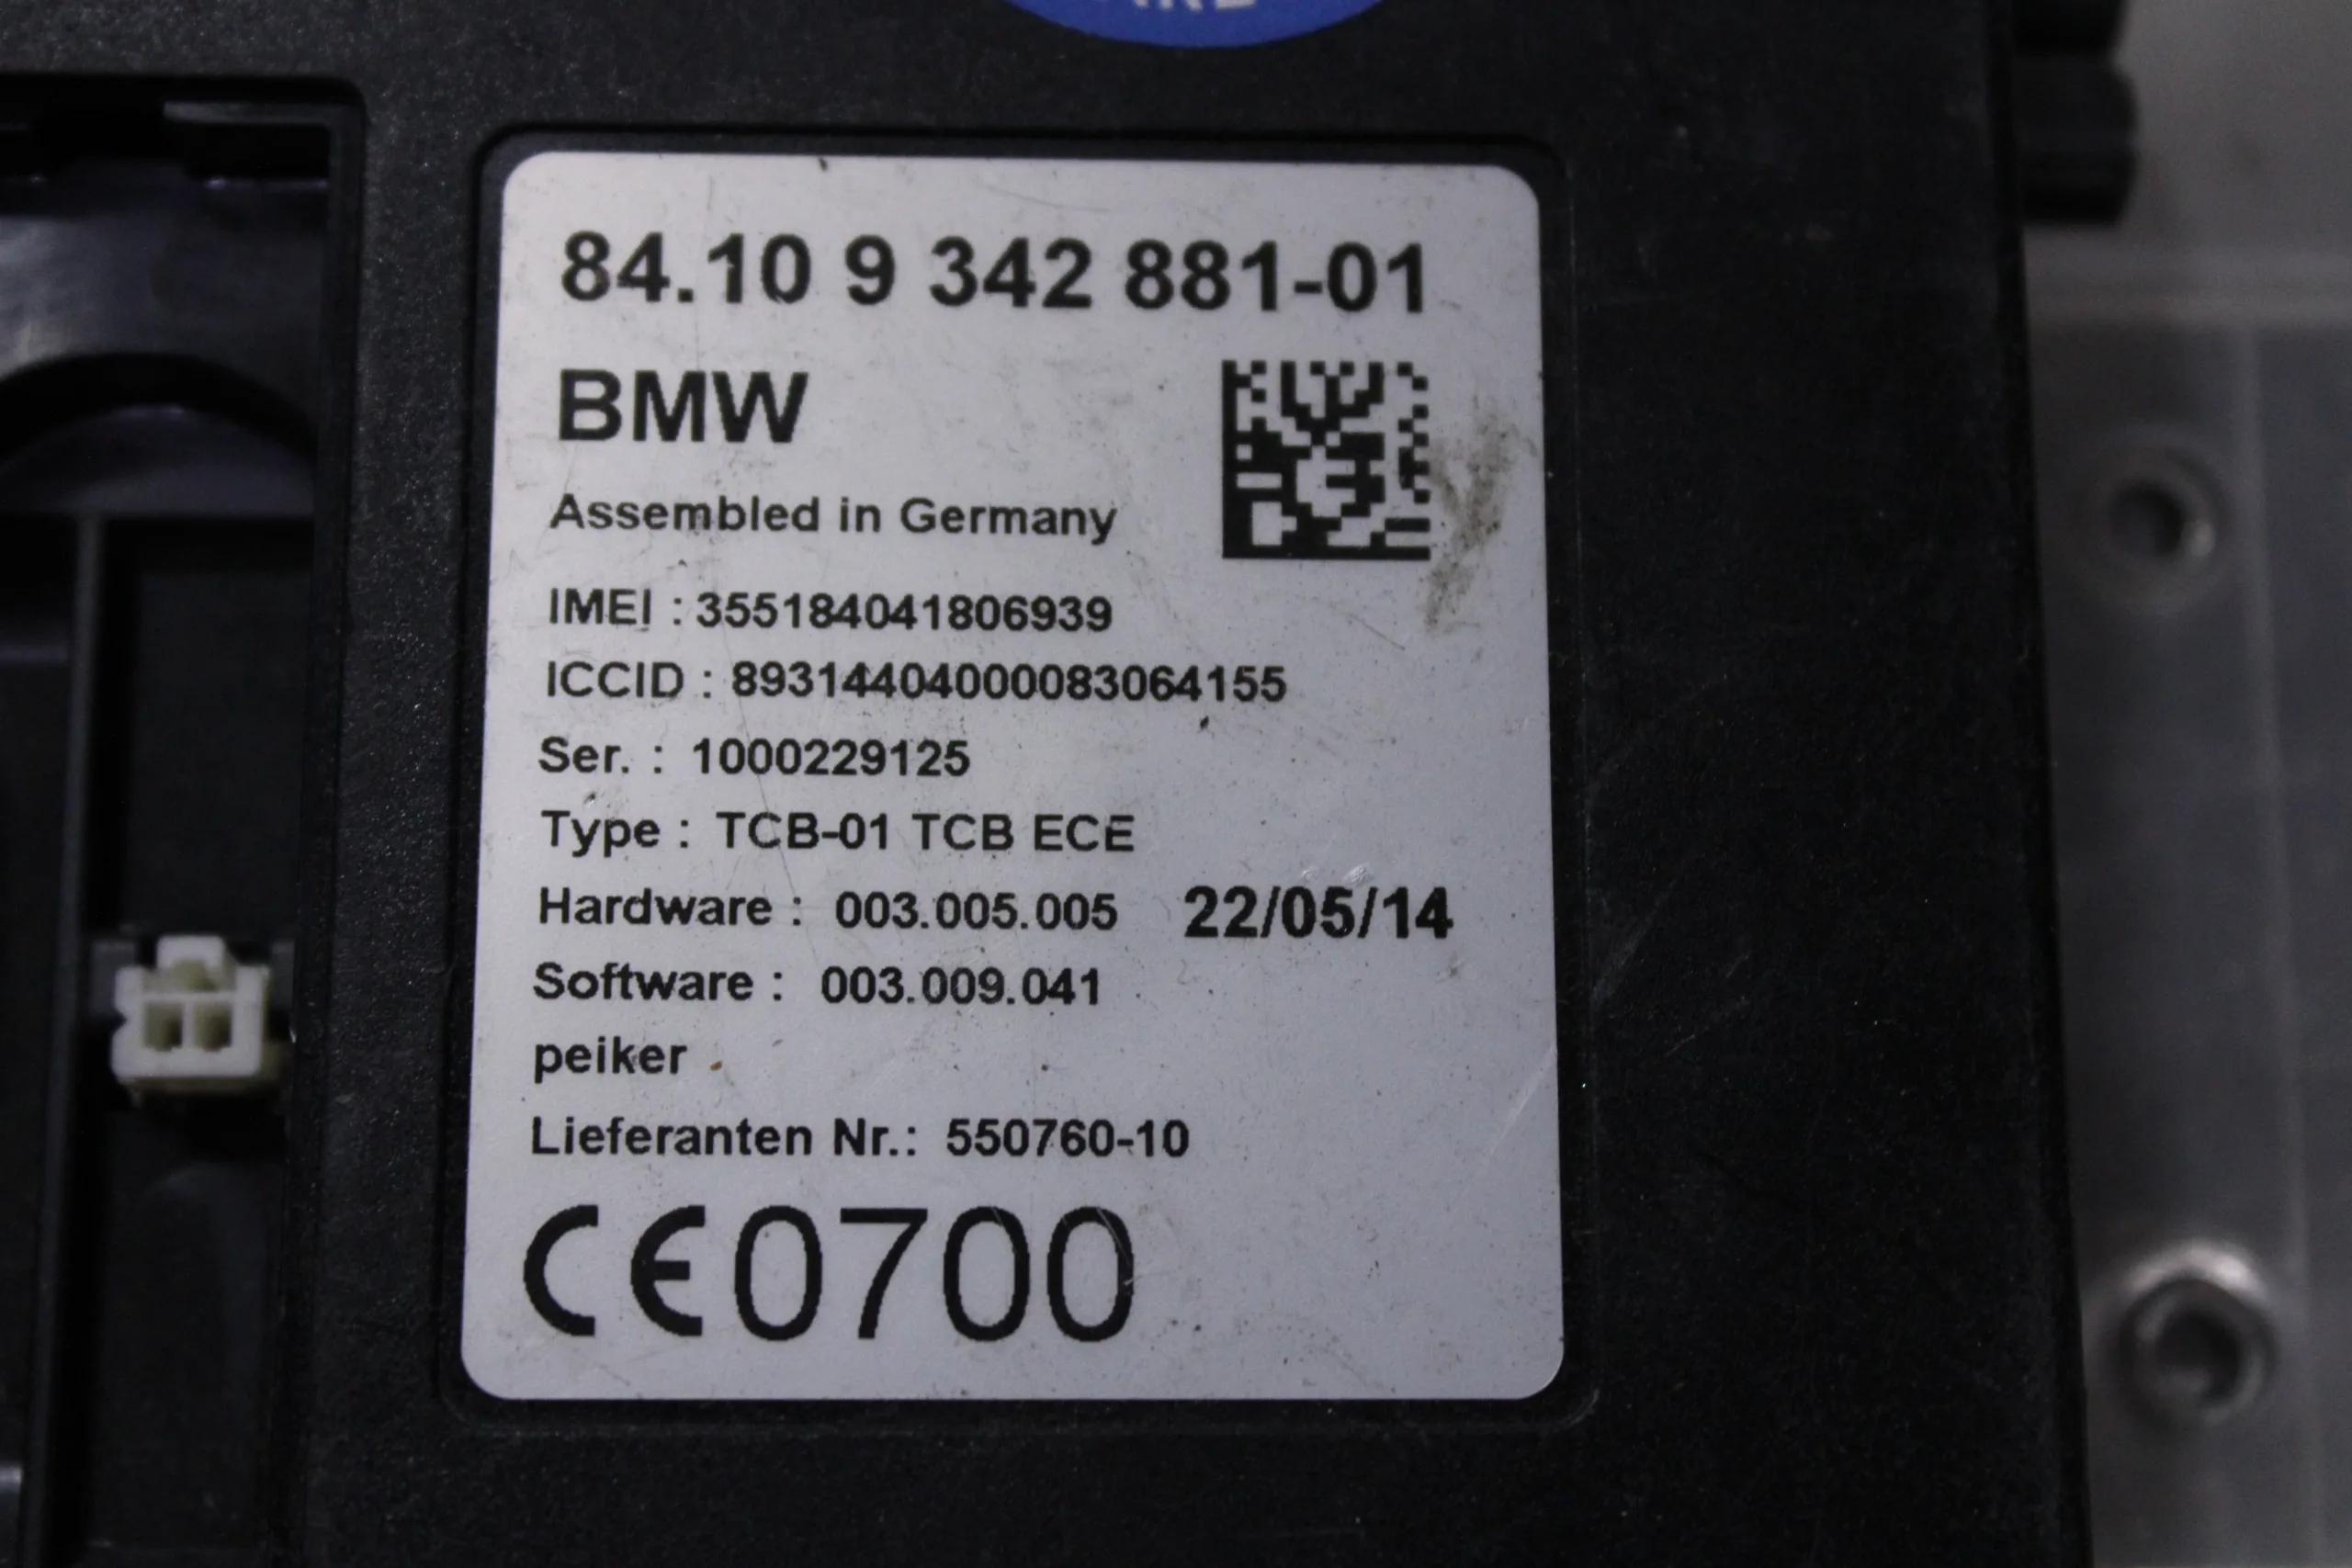 84.10 9 342 881-01
BMW
Assembled in Germany
IMEI : 355184041806939
ICCID : 893144040000083064155
Ser. : 1000229125
Type : TCB-01 TCB ECE
Hardware : 003.005.005 22/05/14
Software : 003.009.041
peiker
Lieferanten Nr.: 550760-10
CE0700